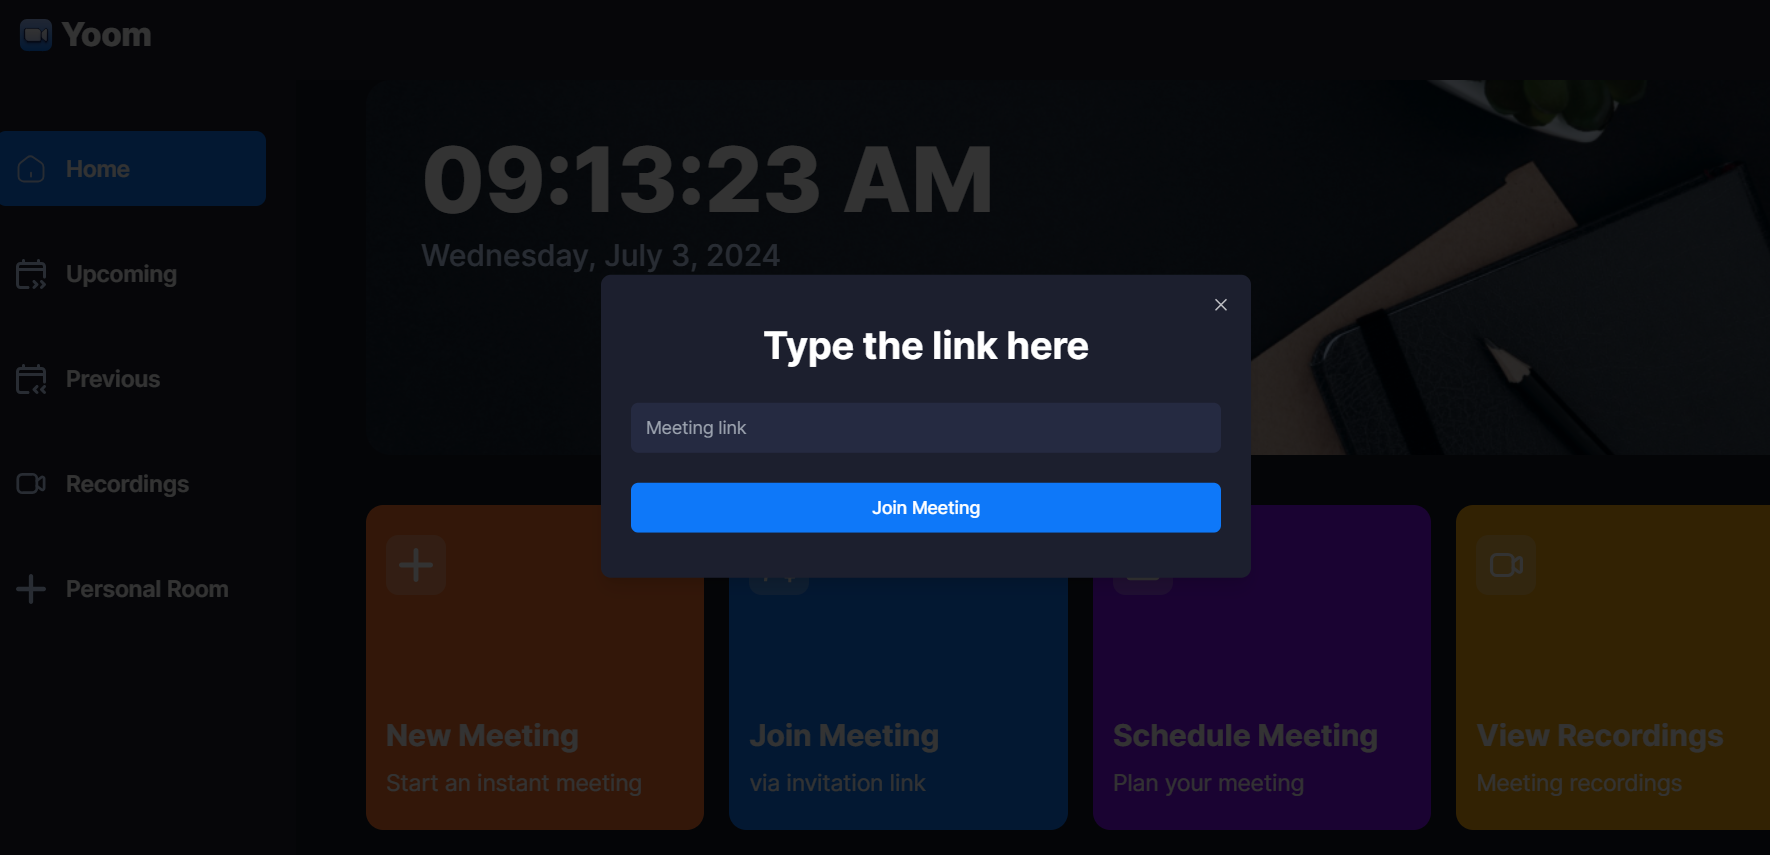 Yoom
Home
Upcoming
Previous
Recordings
Personal Room
09:13:23 AM
Wednesday, July 3, 2024
Type the link here
Meeting link
Join Meeting
New Meeting
Start an instant meeting
Join Meeting
via invitation link
Schedule Meeting
Plan your meeting
View Recordings
Meeting recordings